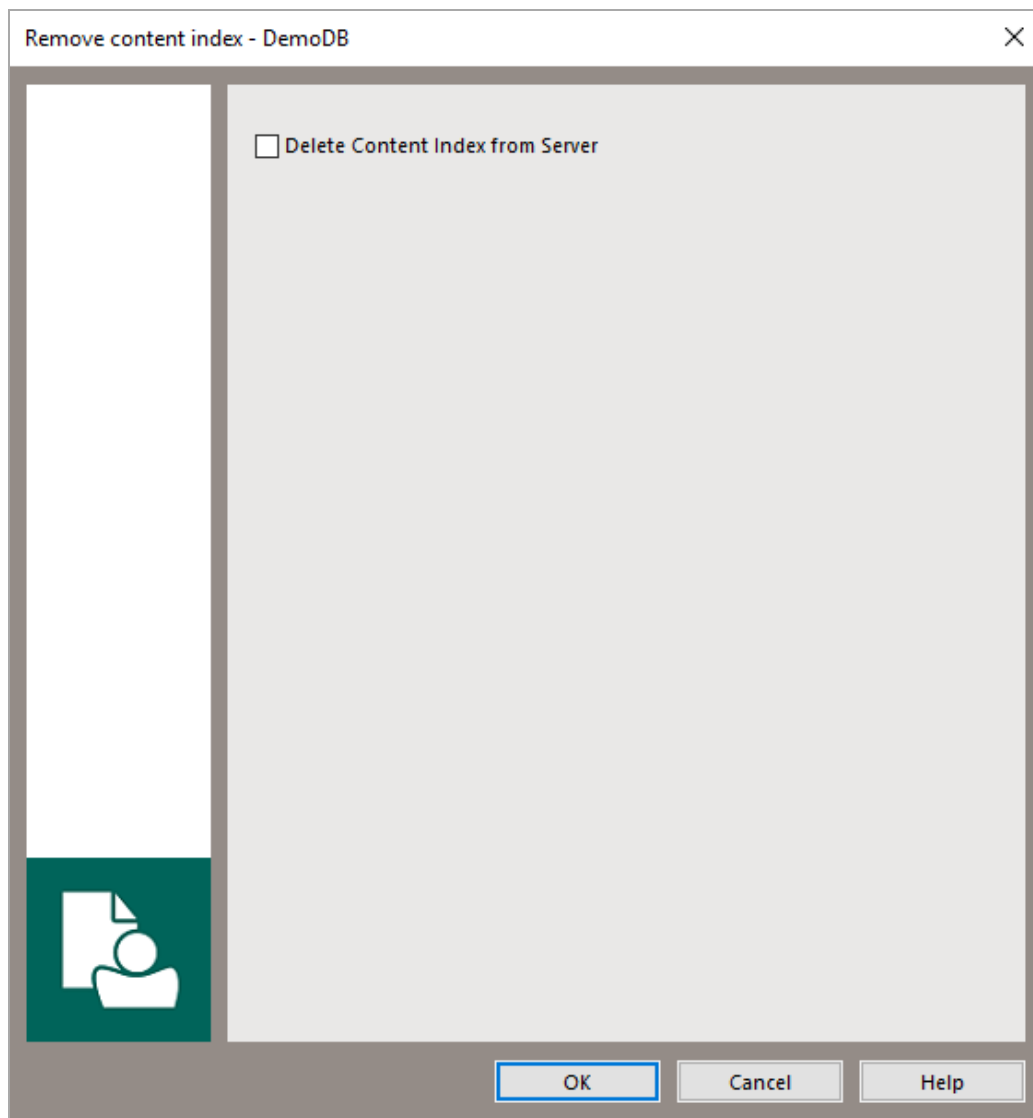 Remove content index - DemoDB
Delete Content Index from Server
OK Cancel Help